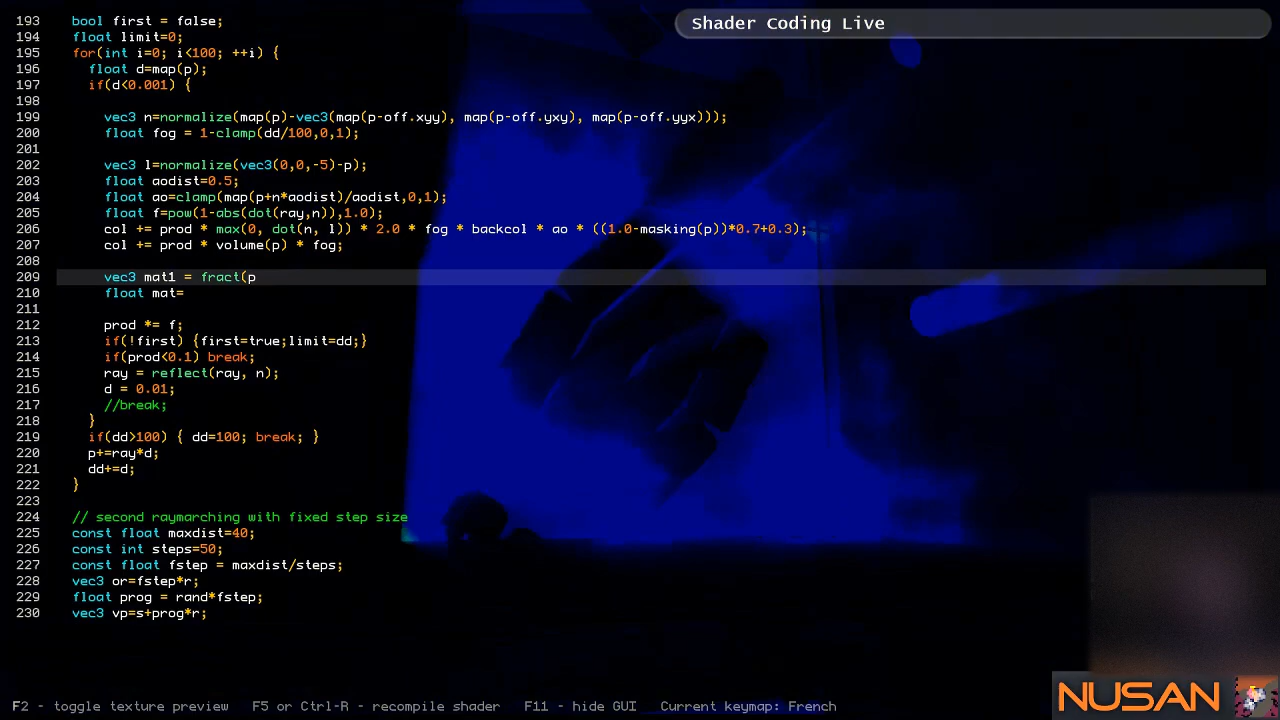 Shader Coding Live
193 bool first = false;
194 float limit=0;
195 for(int i=0; i<100; ++i) {
196 float d=map(p);
197 if(d<0.001) {
198
199 vec3 n=normalize(map(p)-vec3(map(p-off.xyy), map(p-off.yxy), map(p-off.yyx)));
200 float fog = 1-clamp(dd/100,0,1);
201
202 vec3 l=normalize(vec3(0,0,-5)-p);
203 float aodist=0.5;
204 float ao=clamp(map(p+n*aodist)/aodist,0,1);
205 float f=pow(1-abs(dot(ray,n)),1.0);
206 col += prod * max(0, dot(n, l)) * 2.0 * fog * backcol * ao * ((1.0-masking(p))*0.7+0.3);
207 col += prod * volume(p) * fog;
208
209 vec3 mat1 = fract(p
210 float mat=
211
212 prod *= f;
213 if(!first) {first=true;limit=dd;}
214 if(prod<0.1) break;
215 ray = reflect(ray, n);
216 d = 0.01;
217 //break;
218 }
219 if(dd>100) { dd=100; break; }
220 p+=ray*d;
221 dd+=d;
222 }
223
224 // second raymarching with fixed step size
225 const float maxdist=40;
226 const int steps=50;
227 const float fstep = maxdist/steps;
228 vec3 or=fstep*r;
229 float prog = rand*fstep;
230 vec3 vp=s+prog*r;
F2 - toggle texture preview F5 or Ctrl-R - recompile shader F11 - hide GUI Current keymap: French
NUSAN